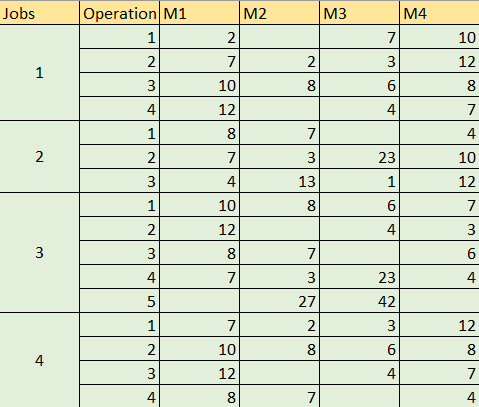 Jobs Operation M1 M2 M3 M4
1 1 2 7 10
2 7 2 3 12
3 10 8 6 8
4 12 4 7
2 1 8 7 4
2 7 3 23 10
3 4 13 1 12
3 1 10 8 6 7
2 12 4 3
3 8 7 6
4 7 3 23 4
5 27 42
4 1 7 2 3 12
2 10 8 6 8
3 12 4 7
4 8 7 4